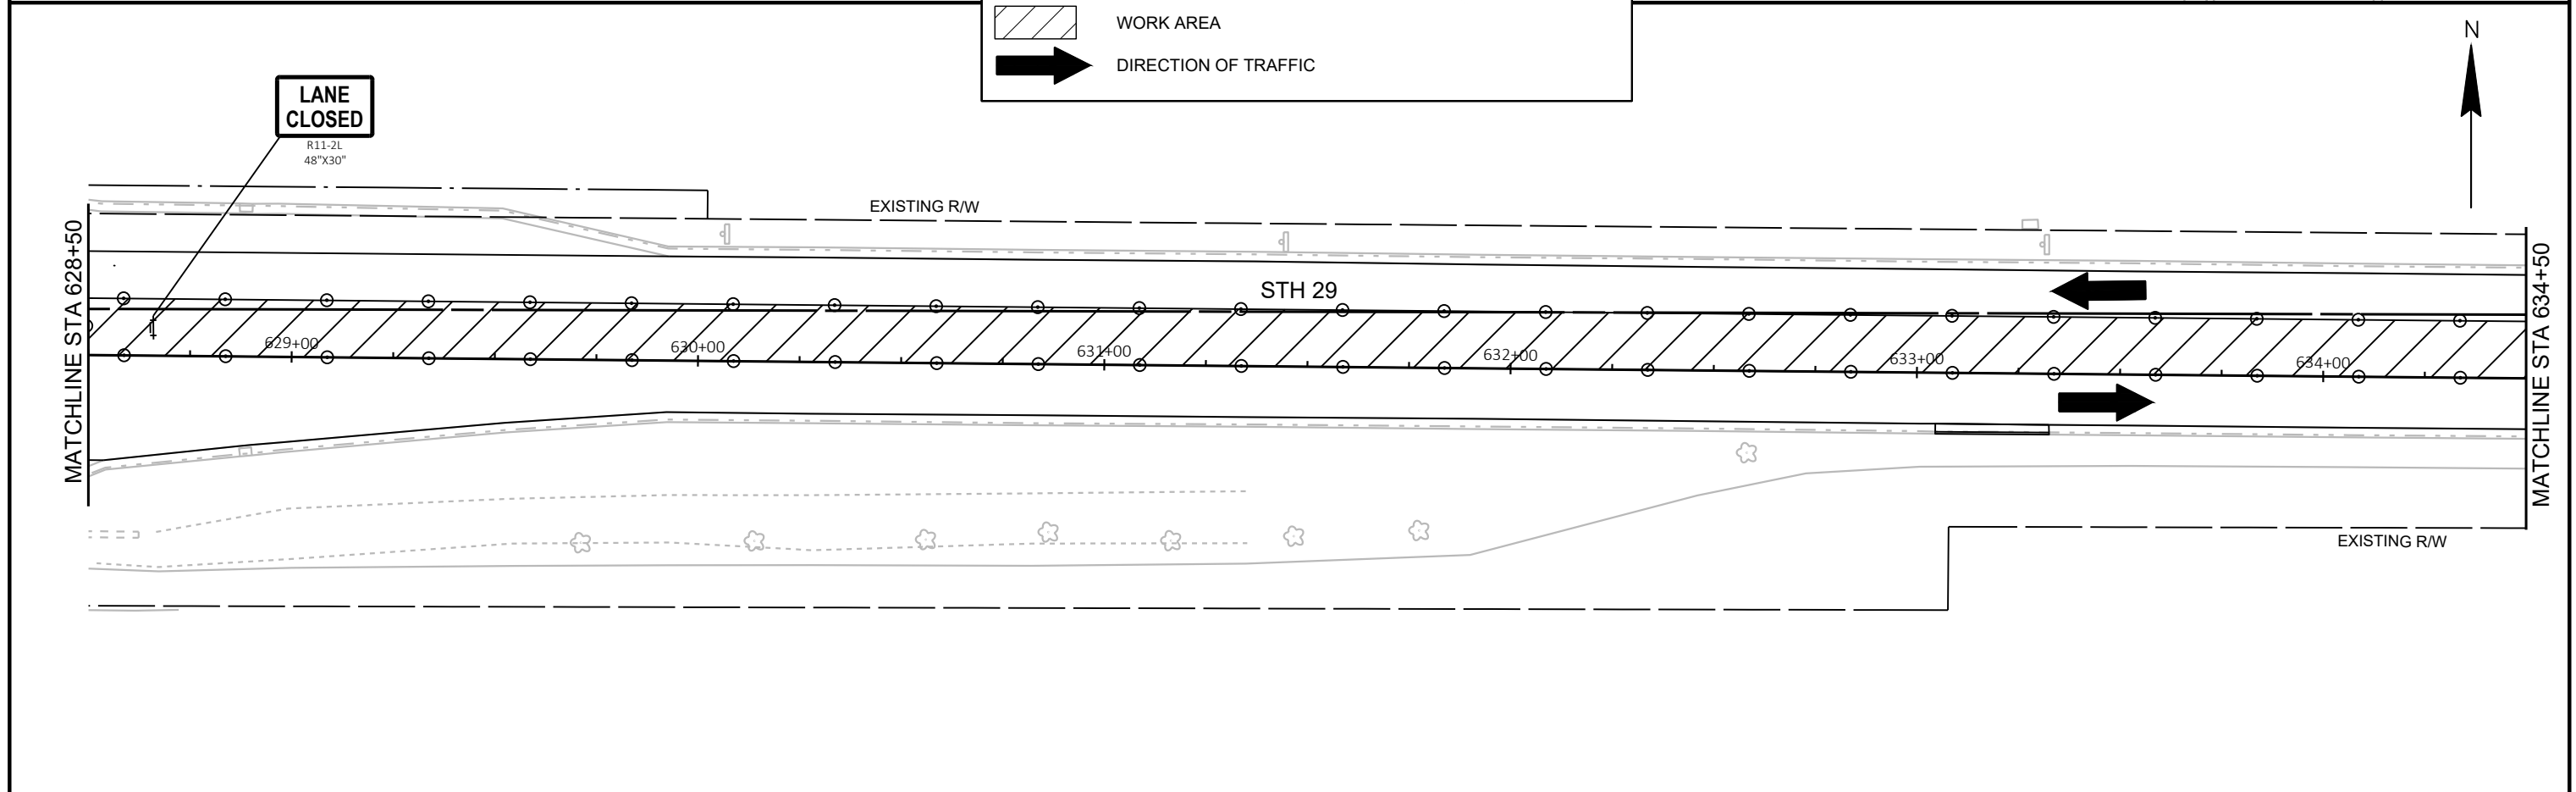 WORK AREA
DIRECTION OF TRAFFIC
N
LANE
CLOSED
R11-2L
48"X30"
EXISTING R/W
MATCHLINE STA 628+50
STH 29
MATCHLINE STA 634+50
629+00
630+00
631+00
632+00
633+00
634+00
EXISTING R/W